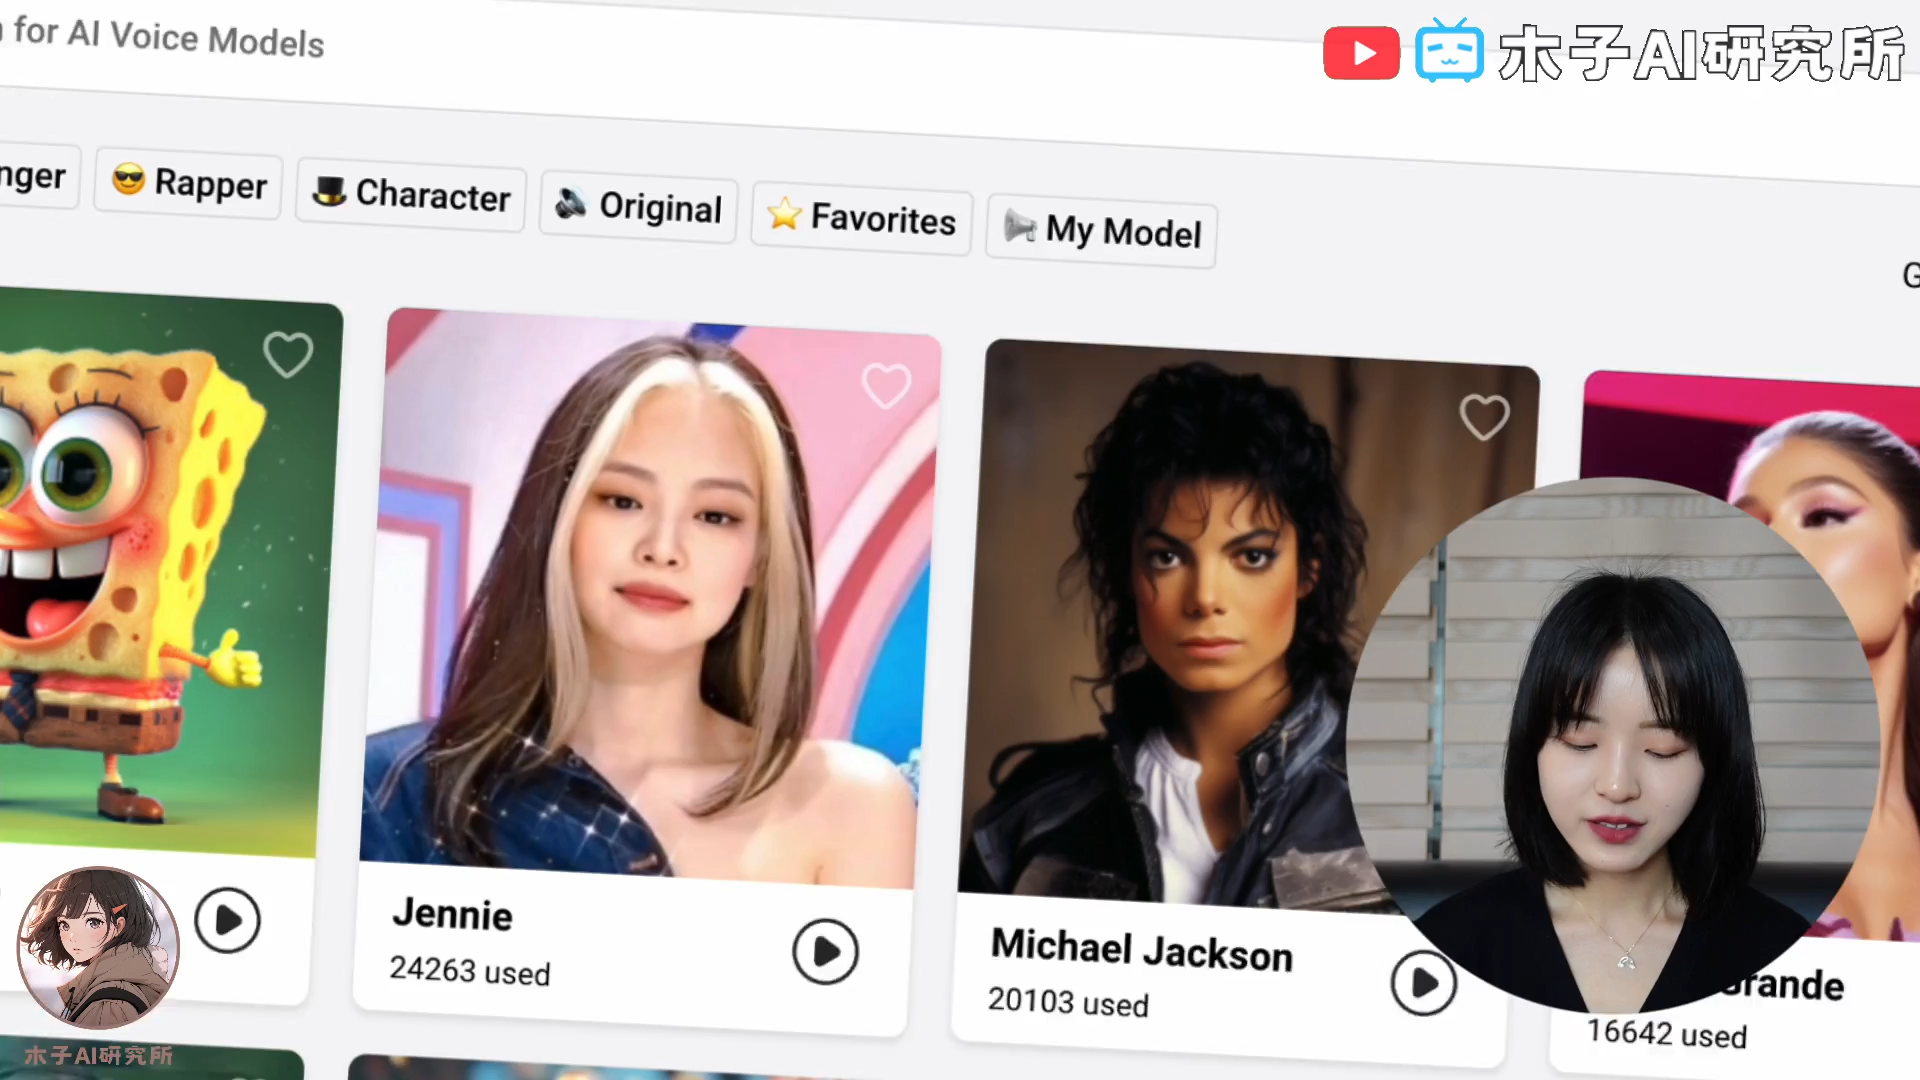 for AI Voice Models
木子AI研究所
nger
Rapper
Character
Original
Favorites
My Model
G
Jennie
24263 used
Michael Jackson
20103 used
Grande
16642 used
木子AI研究所